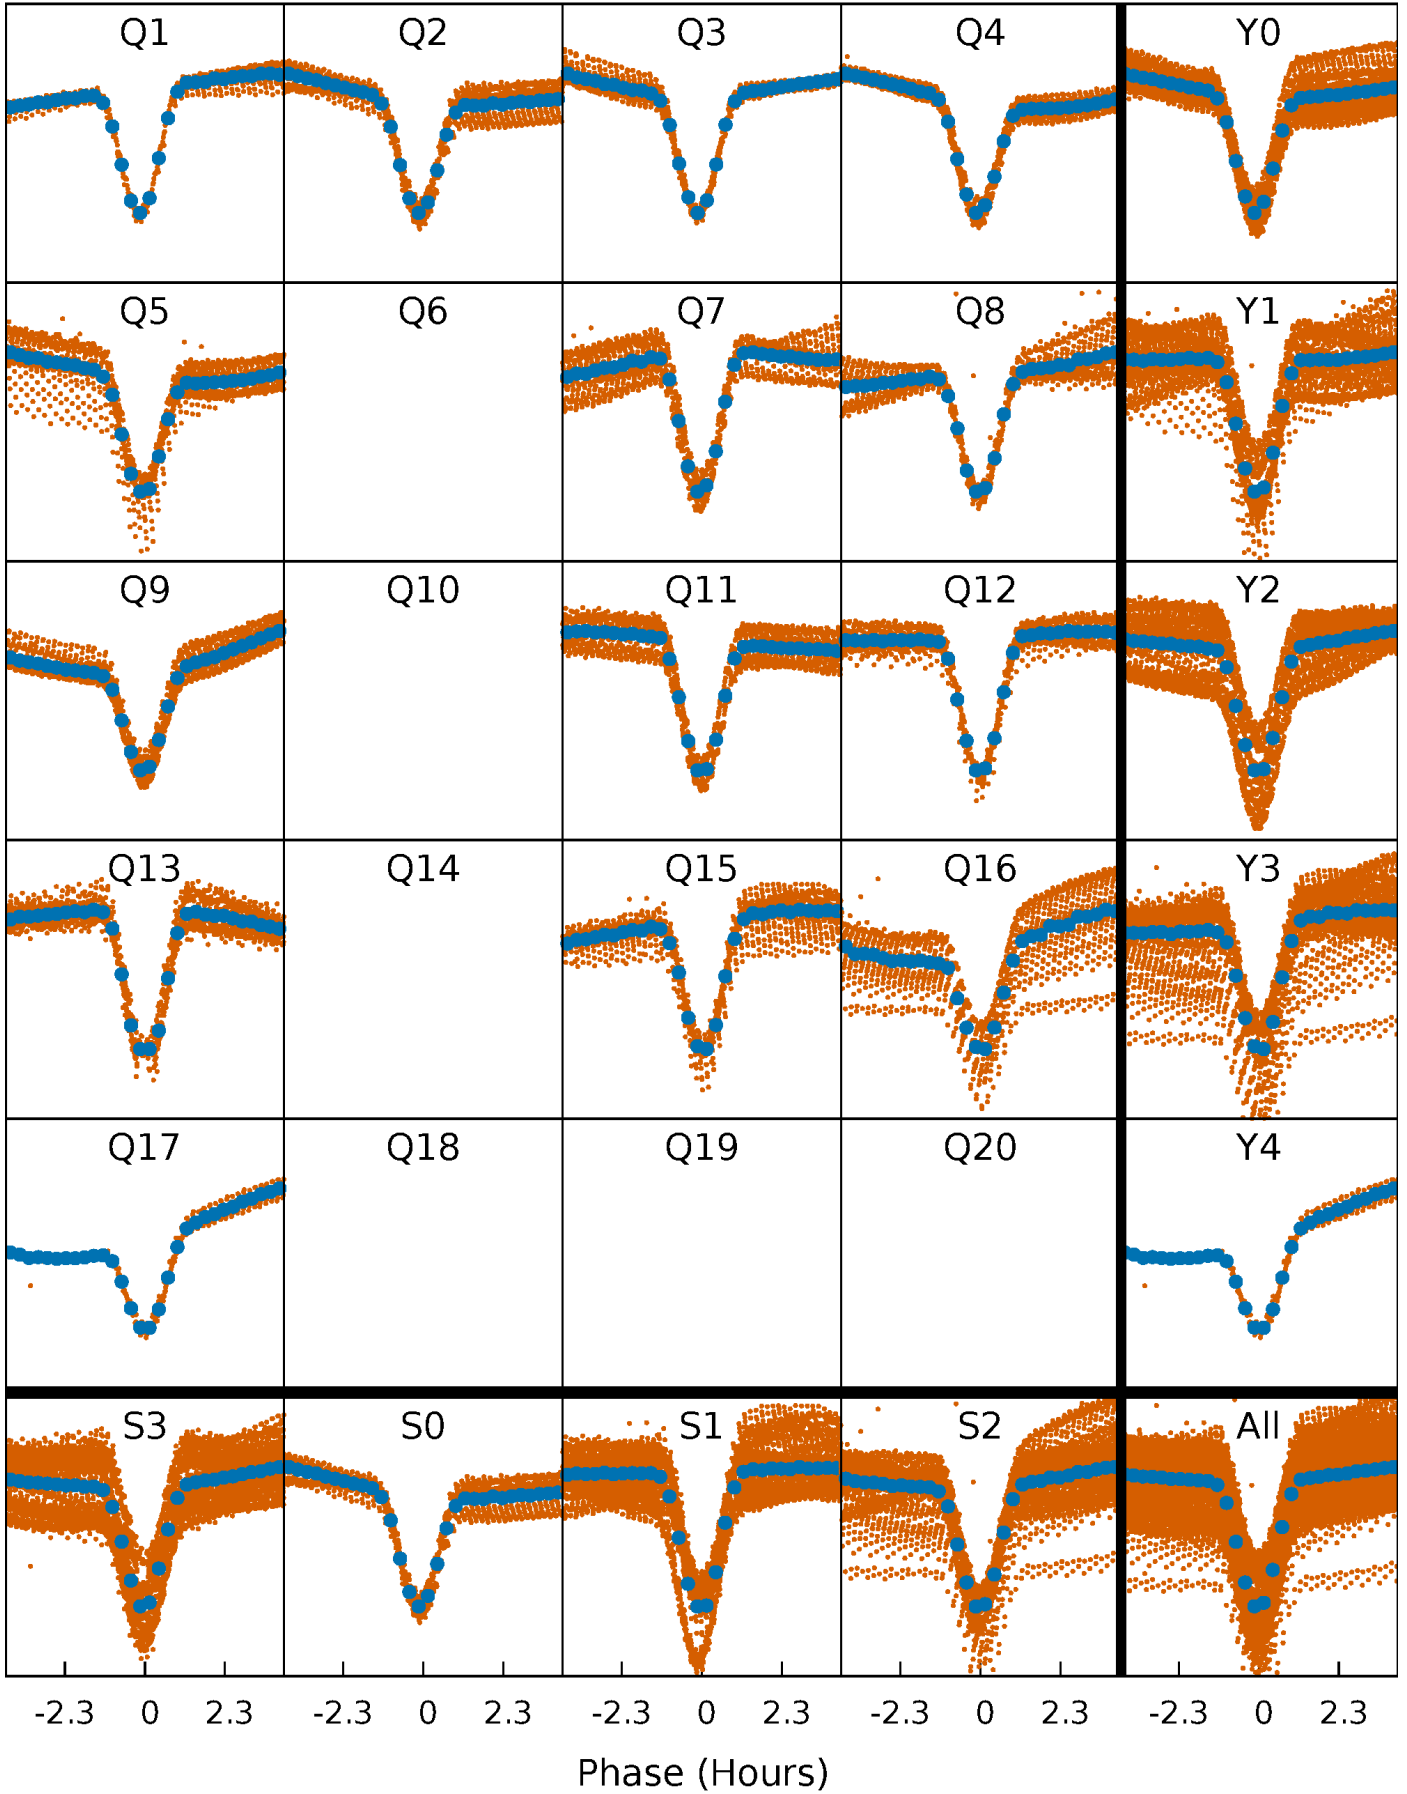 Q1 Q2 Q3 Q4 Y0
Q5 Q6 Q7 Q8 Y1
Q9 Q10 Q11 Q12 Y2
Q13 Q14 Q15 Q16 Y3
Q17 Q18 Q19 Q20 Y4
S3 S0 S1 S2 All
-2.3 0 2.3 -2.3 0 2.3 -2.3 0 2.3 -2.3 0 2.3 -2.3 0 2.3
Phase (Hours)